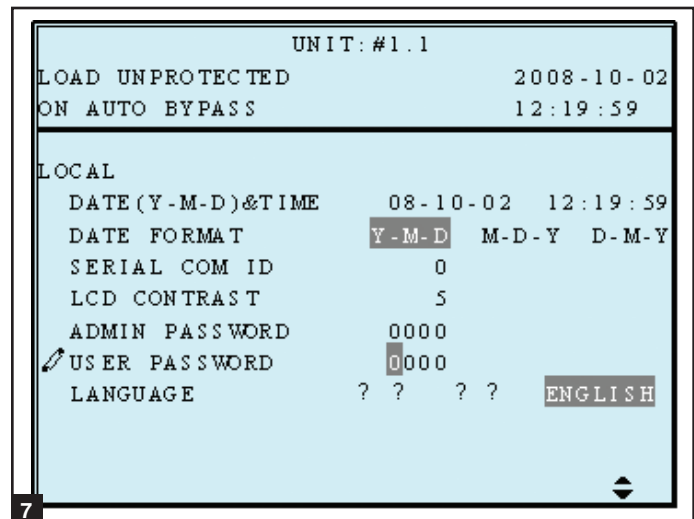 UNIT:#1.1
LOAD UNPROTECTED 2008-10-02
ON AUTO BYPASS 12:19:59
LOCAL
DATE(Y-M-D)&TIME 08-10-02 12:19:59
DATE FORMAT Y-M-D M-D-Y D-M-Y
SERIAL COM ID 0
LCD CONTRAST 5
ADMIN PASSWORD 0000
USER PASSWORD 0000
LANGUAGE ? ? ? ? ENGLISH
7